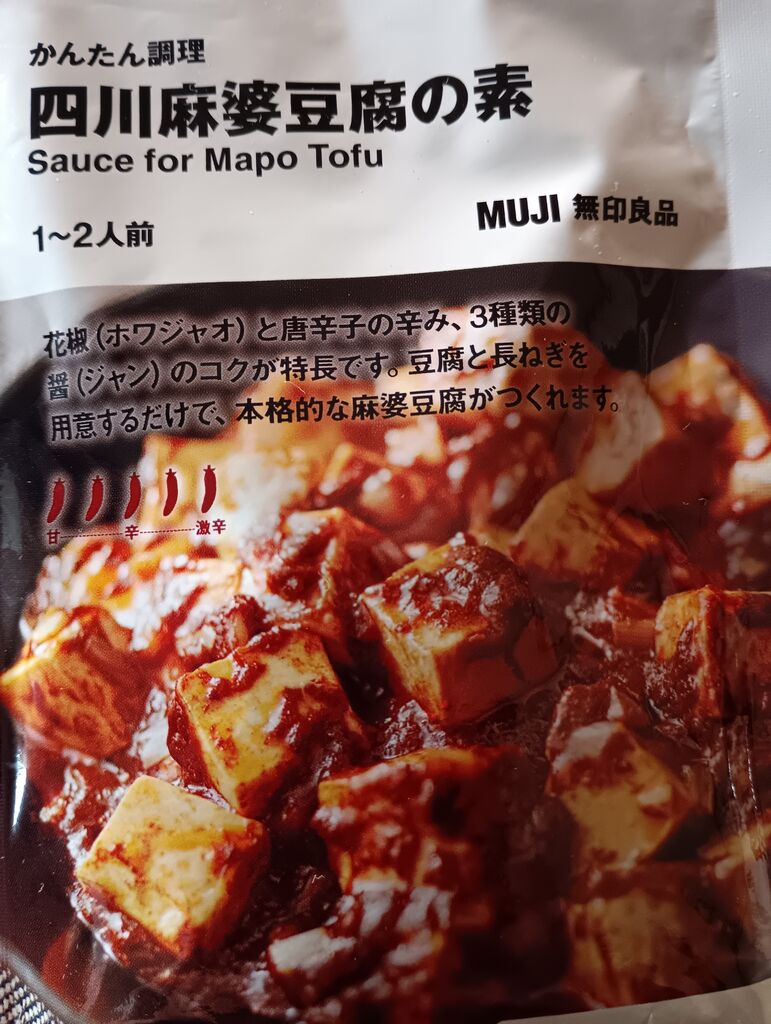 かんたん調理
四川麻婆豆腐の素
Sauce for Mapo Tofu
1～2人前
MUJI 無印良品
花椒（ホワジャオ）と唐辛子の辛み、3種類の
醤（ジャン）のコクが特長です。豆腐と長ねぎを
用意するだけで、本格的な麻婆豆腐がつくれます。
甘 辛 激辛